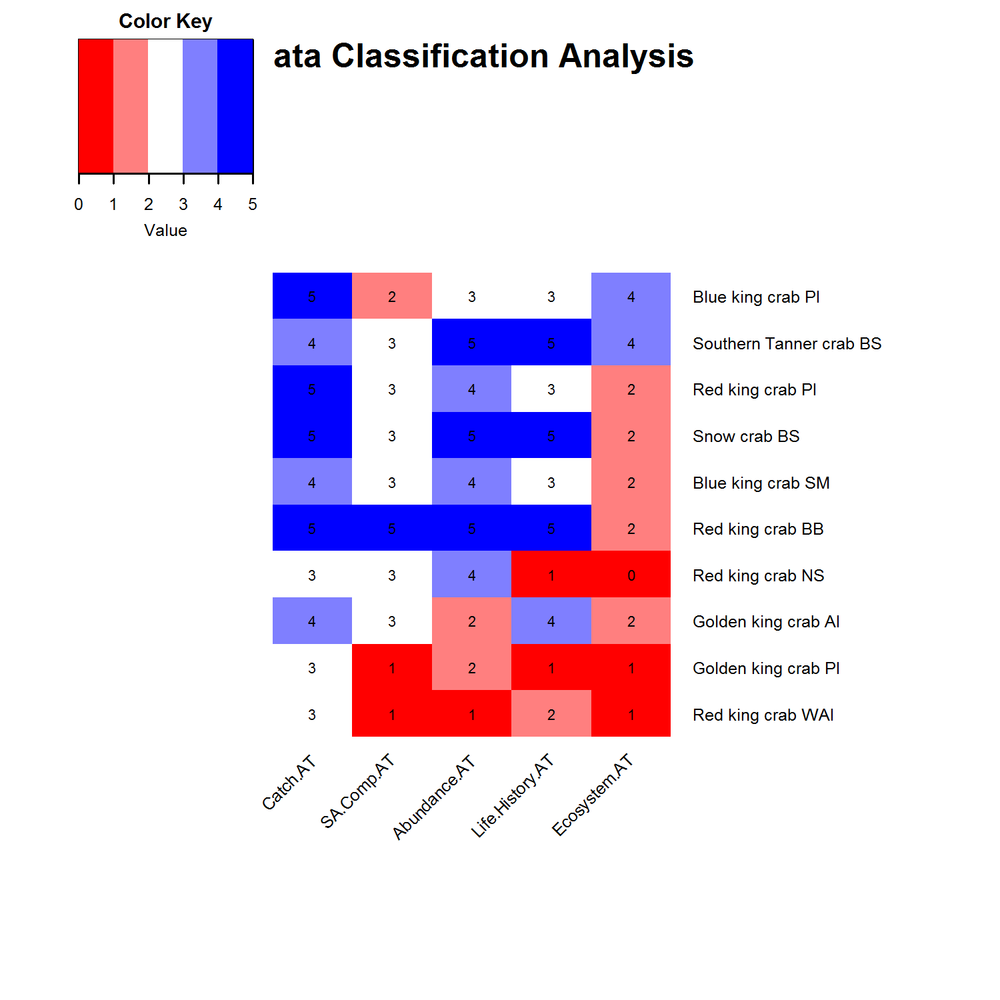 Color Key
ata Classification Analysis
0 1 2 3 4 5
Value
5 2 3 3 4 Blue king crab PI
4 3 5 5 4 Southern Tanner crab BS
5 3 4 3 2 Red king crab PI
5 3 5 5 2 Snow crab BS
4 3 4 3 2 Blue king crab SM
5 5 5 5 2 Red king crab BB
3 3 4 1 0 Red king crab NS
4 3 2 4 2 Golden king crab AI
3 1 2 1 1 Golden king crab PI
3 1 1 2 1 Red king crab WAI
Catch.AT
SA.Comp.AT
Abundance.AT
Life.History.AT
Ecosystem.AT